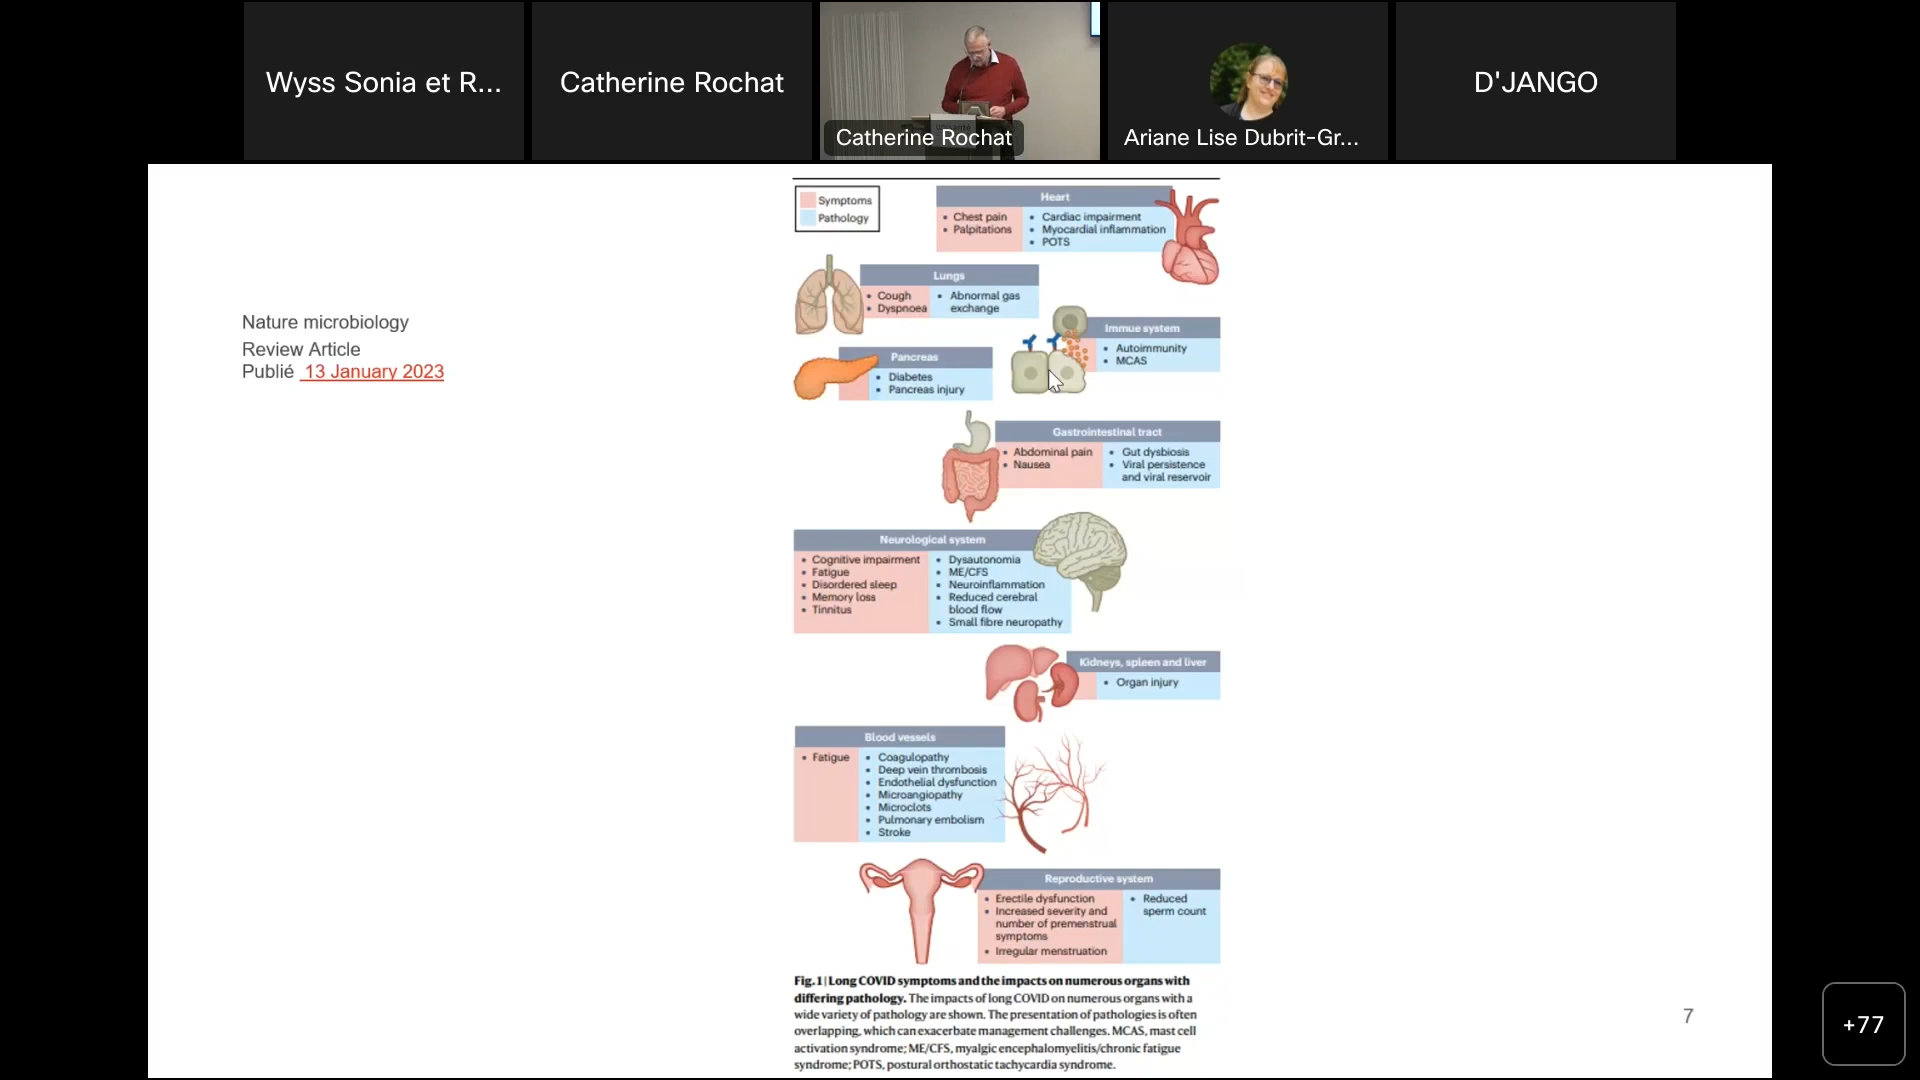 Wyss Sonia et R...
Catherine Rochat
Catherine Rochat
Ariane Lise Dubrit-Gr...
D'JANGO
Nature microbiology
Review Article
Publié 13 January 2023
Symptoms
Pathology
Heart
• Chest pain
• Palpitations
• Cardiac impairment
• Myocardial inflammation
• POTS
Lungs
• Cough
• Dyspnoea
• Abnormal gas
exchange
Immue system
• Autoimmunity
• MCAS
Pancreas
• Diabetes
• Pancreas injury
Gastrointestinal tract
• Abdominal pain
• Nausea
• Gut dysbiosis
• Viral persistence
and viral reservoir
Neurological system
• Cognitive impairment
• Fatigue
• Disordered sleep
• Memory loss
• Tinnitus
• Dysautonomia
• ME/CFS
• Neuroinflammation
• Reduced cerebral
blood flow
• Small fibre neuropathy
Kidneys, spleen and liver
• Organ injury
Blood vessels
• Fatigue
• Coagulopathy
• Deep vein thrombosis
• Endothelial dysfunction
• Microangiopathy
• Microclots
• Pulmonary embolism
• Stroke
Reproductive system
• Erectile dysfunction
• Increased severity and
number of premenstrual
symptoms
• Irregular menstruation
• Reduced
sperm count
Fig. 1 | Long COVID symptoms and the impacts on numerous organs with
differing pathology. The impacts of long COVID on numerous organs with a
wide variety of pathology are shown. The presentation of pathologies is often
overlapping, which can exacerbate management challenges. MCAS, mast cell
activation syndrome; ME/CFS, myalgic encephalomyelitis/chronic fatigue
syndrome; POTS, postural orthostatic tachycardia syndrome.
7
+77